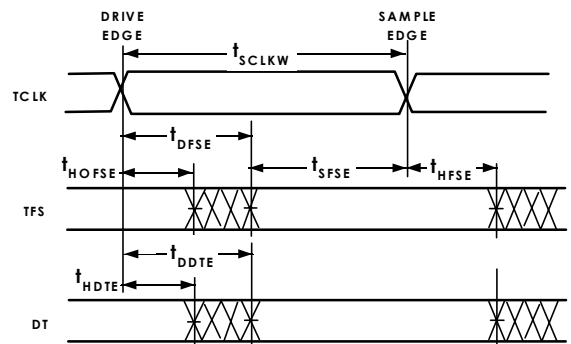 DRIVE EDGE
SAMPLE EDGE
tSCLKW
TCLK
tDFSE
tHOFSE
tSFSE
tHFSE
TFS
tDDTE
tHDTE
DT